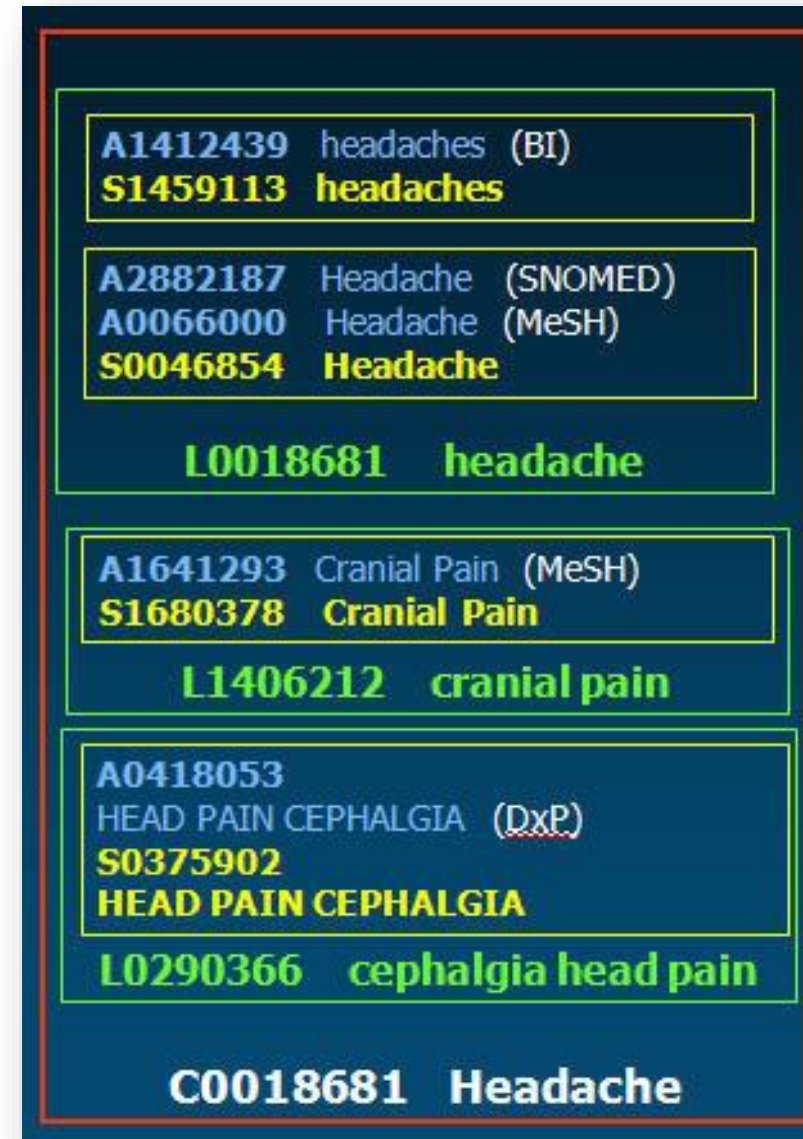 A1412439 headaches (BI)
S1459113 headaches
A2882187 Headache (SNOMED)
A0066000 Headache (MeSH)
S0046854 Headache
L0018681 headache
A1641293 Cranial Pain (MeSH)
S1680378 Cranial Pain
L1406212 cranial pain
A0418053
HEAD PAIN CEPHALGIA (DxP)
S0375902
HEAD PAIN CEPHALGIA
L0290366 cephalgia head pain
C0018681 Headache